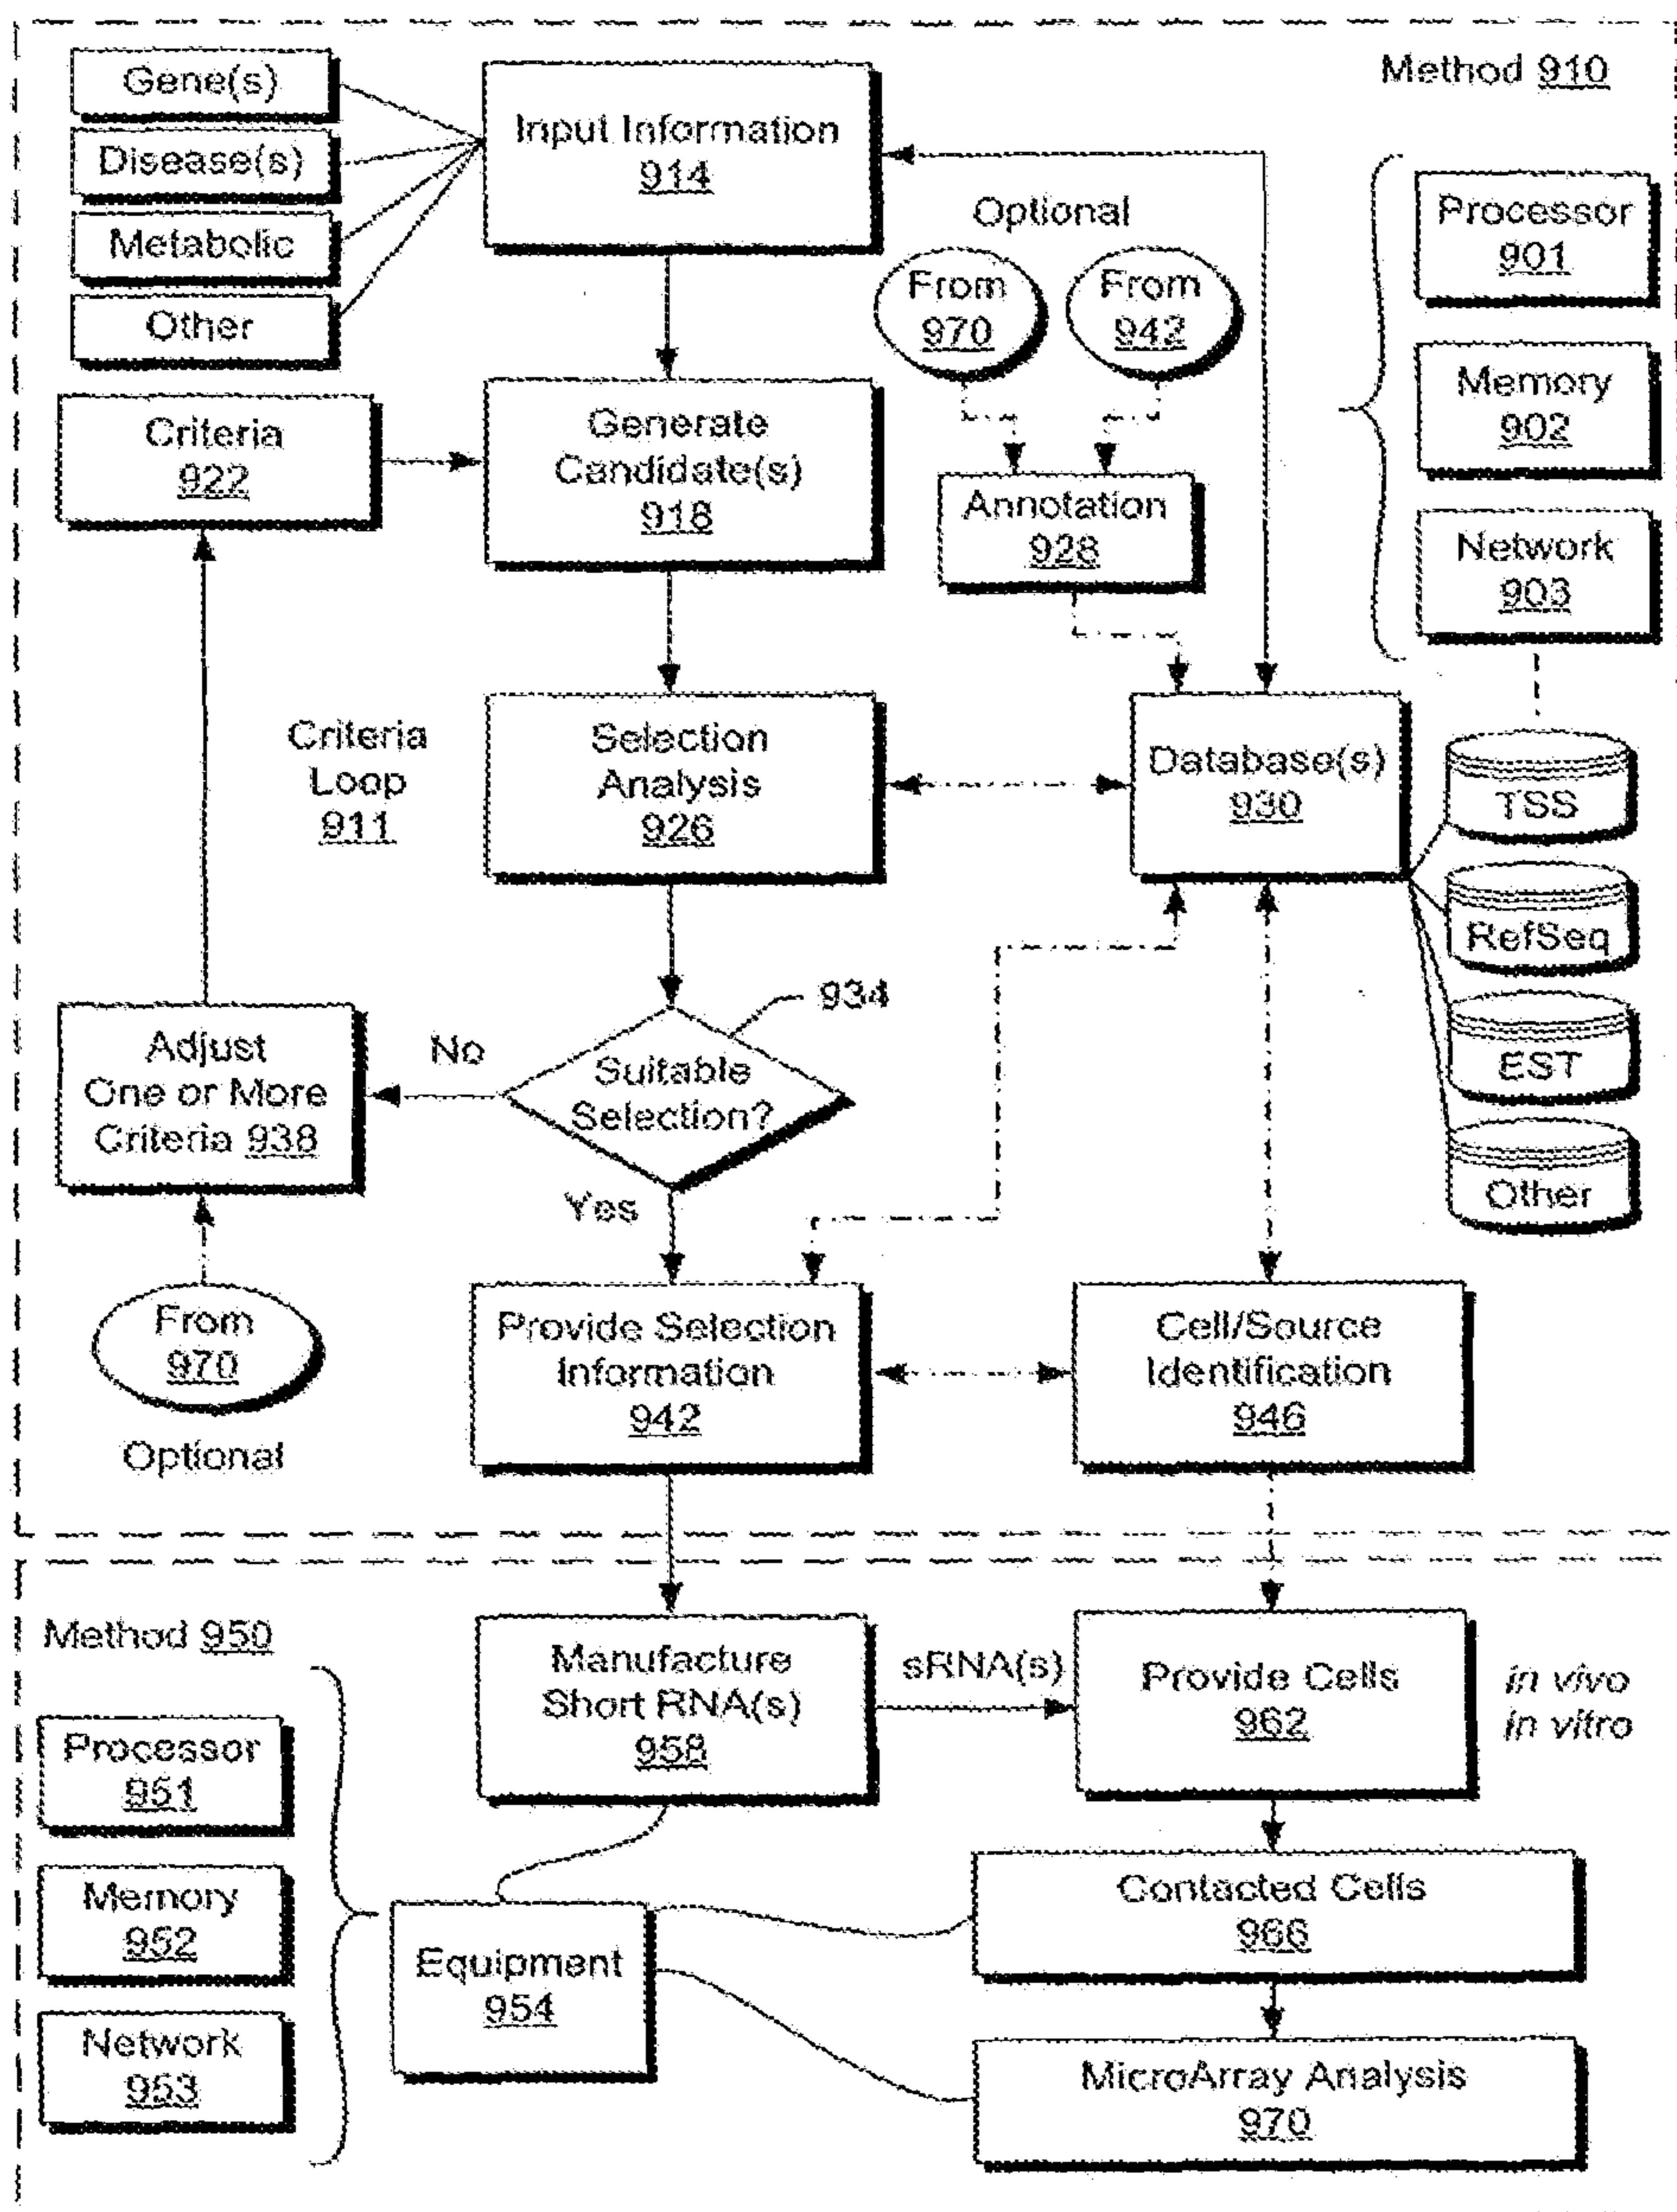 Method 910
Gene(s)
Disease(s)
Metabolic
Other
Input Information
914
Optional
From
970
From
942
Processor
901
Memory
902
Network
903
Criteria
922
Generate
Candidate(s)
918
Annotation
928
Criteria
Loop
911
Selection
Analysis
926
Database(s)
930
TSS
RefSeq
EST
Other
934
Adjust
One or More
Criteria 938
No
Suitable
Selection?
Yes
From
970
Optional
Provide Selection
Information
942
Cell/Source
Identification
946
Method 950
Processor
951
Memory
952
Network
953
Manufacture
Short RNA(s)
958
sRNA(s)
Provide Cells
962
in vivo
in vitro
Equipment
954
Contacted Cells
966
MicroArray Analysis
970